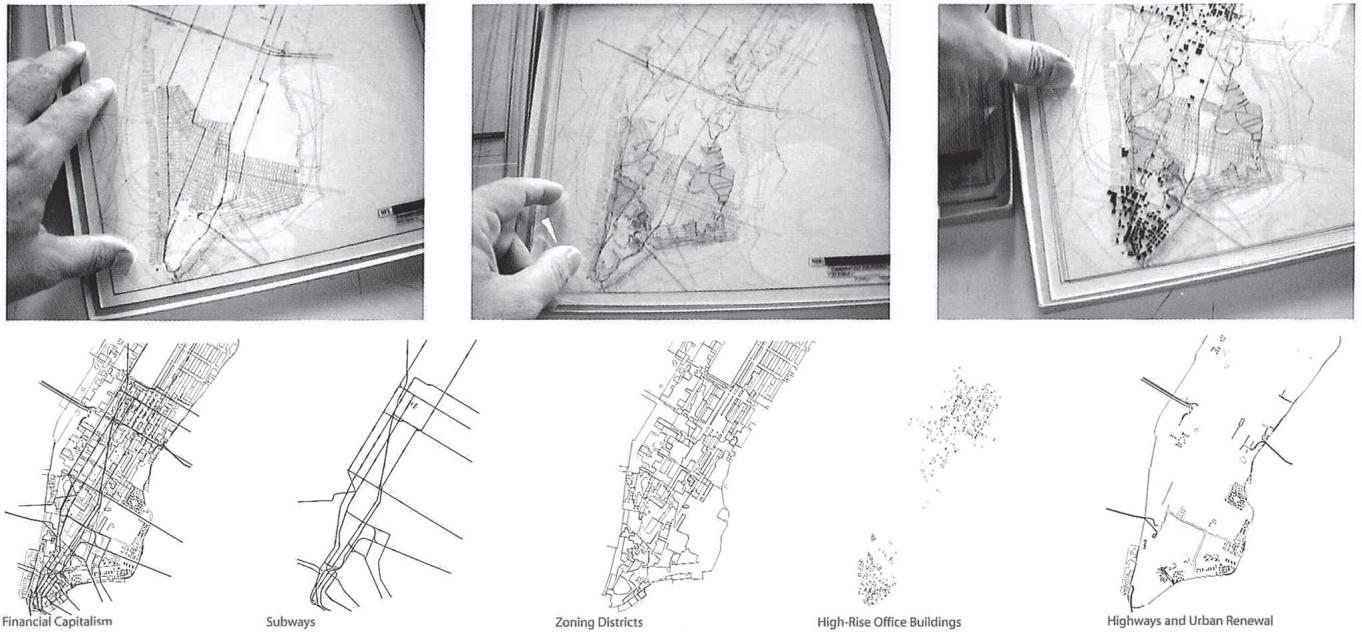 Financial Capitalism
Subways
Zoning Districts
High-Rise Office Buildings
Highways and Urban Renewal